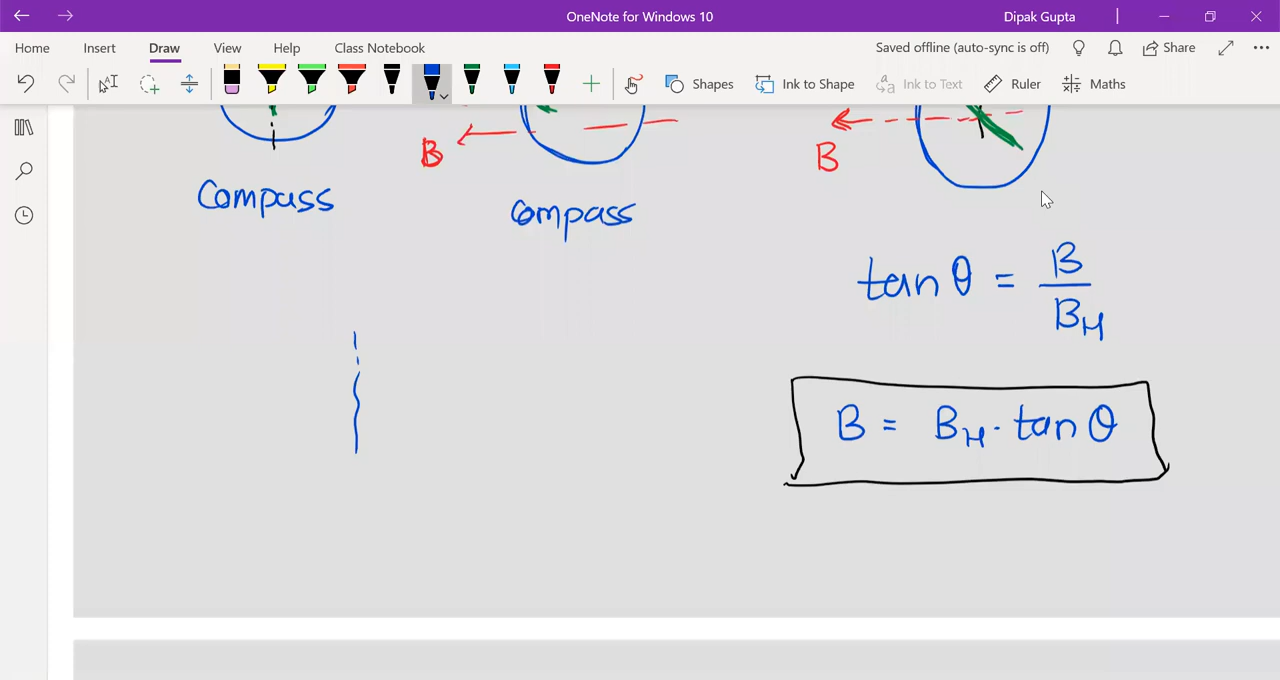 OneNote for Windows 10
Dipak Gupta
Home Insert Draw View Help Class Notebook
Saved offline (auto-sync is off) Share
Shapes Ink to Shape Ink to Text Ruler Maths
B
B
Compass
Compass
tan θ = B / B_H
B = B_H · tan θ